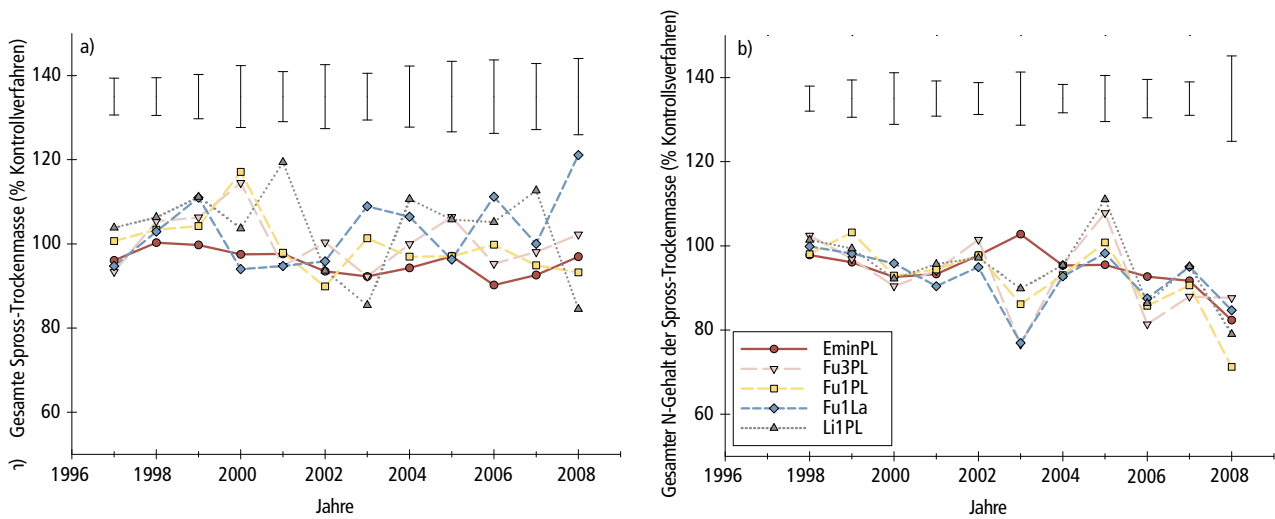 a)
Gesamte Spross-Trockenmasse (% Kontrollverfahren)
140
120
100
80
60
1996
1998
2000
2002
2004
2006
2008
Jahre
b)
Gesamter N-Gehalt der Spross-Trockenmasse (% Kontrollsverfahren)
140
120
100
80
60
1996
1998
2000
2002
2004
2006
2008
Jahre
EminPL
Fu3PL
Fu1PL
Fu1La
Li1PL